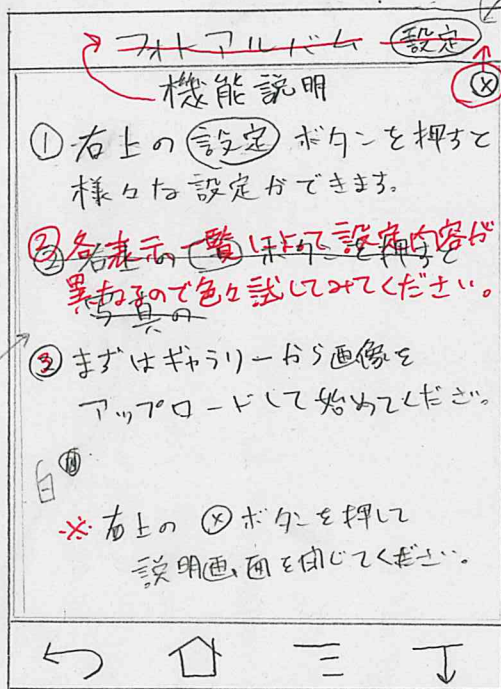 フォトアルバム 設定
機能説明 ⓧ
① 右上の 設定 ボタンを押すと
様々な設定ができます。
② 各表示の一覧によって設定内容が
異なるので色々試してみてください。
写真の
③ まずはギャラリーから画像を
アップロードして始めてくださ。
白
※ 右上の ⓧ ボタンを押して
説明画面を閉じてください。